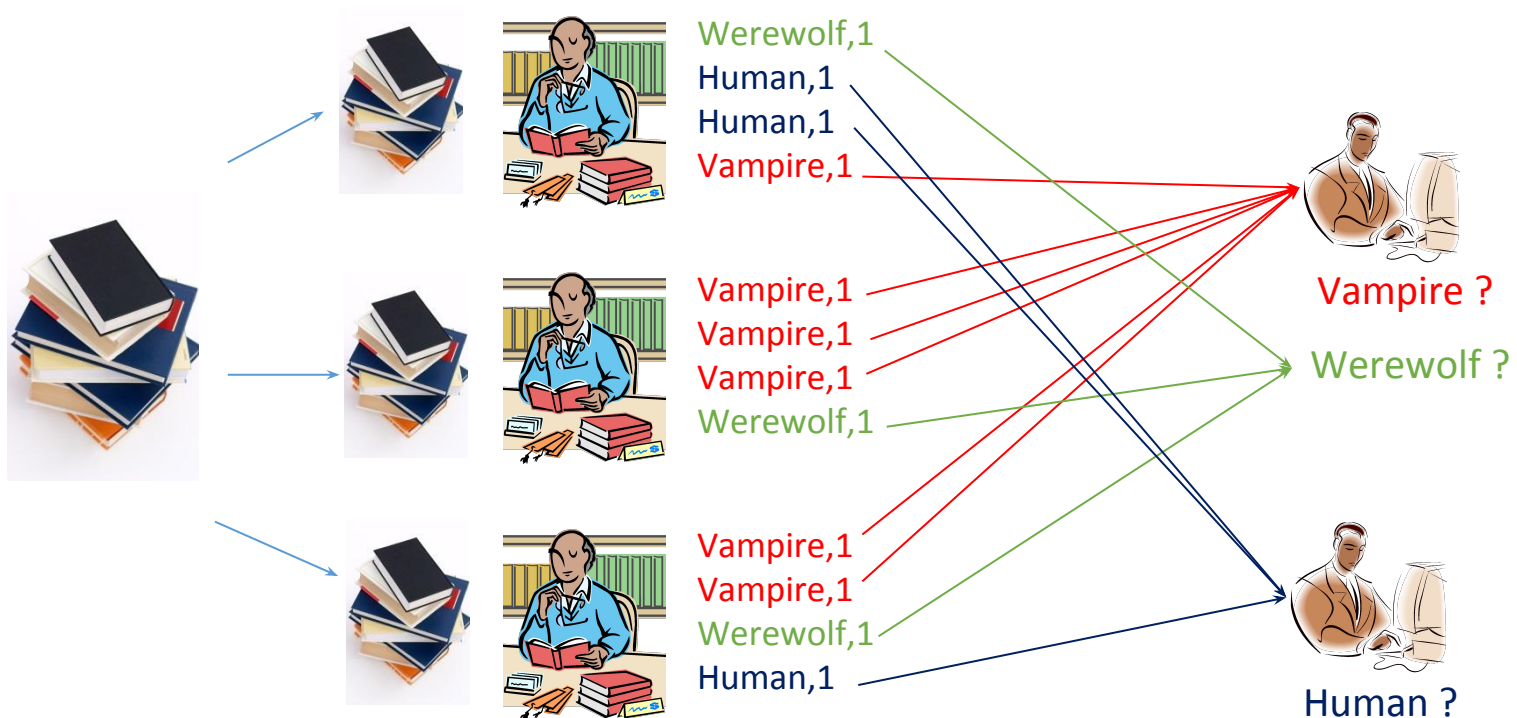 Werewolf,1
Human,1
Human,1
Vampire,1
Vampire,1
Vampire,1
Vampire,1
Werewolf,1
Vampire,1
Vampire,1
Werewolf,1
Human,1
Vampire ?
Werewolf ?
Human ?